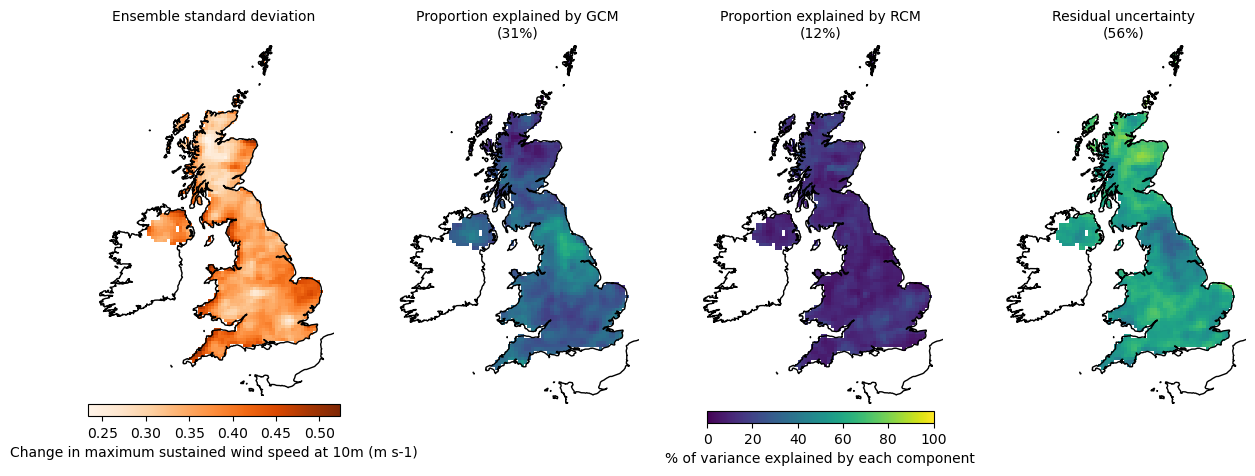 Ensemble standard deviation
Proportion explained by GCM
(31%)
Proportion explained by RCM
(12%)
Residual uncertainty
(56%)
0.25 0.30 0.35 0.40 0.45 0.50
Change in maximum sustained wind speed at 10m (m s-1)
0 20 40 60 80 100
% of variance explained by each component